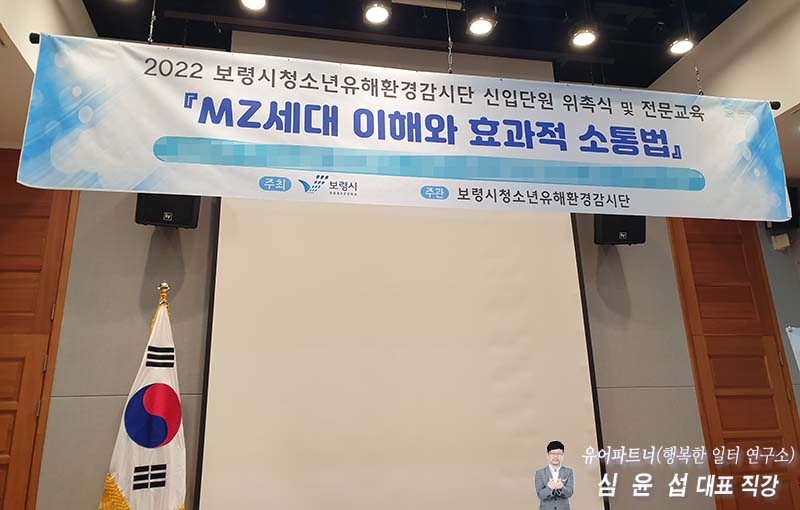 2022 보령시청소년유해환경감시단 신입단원 위촉식 및 전문교육
『MZ세대 이해와 효과적 소통법』
주최 보령시 주관 보령시청소년유해환경감시단
유어파트너(행복한 일터 연구소)
심 윤 섭 대표 직강